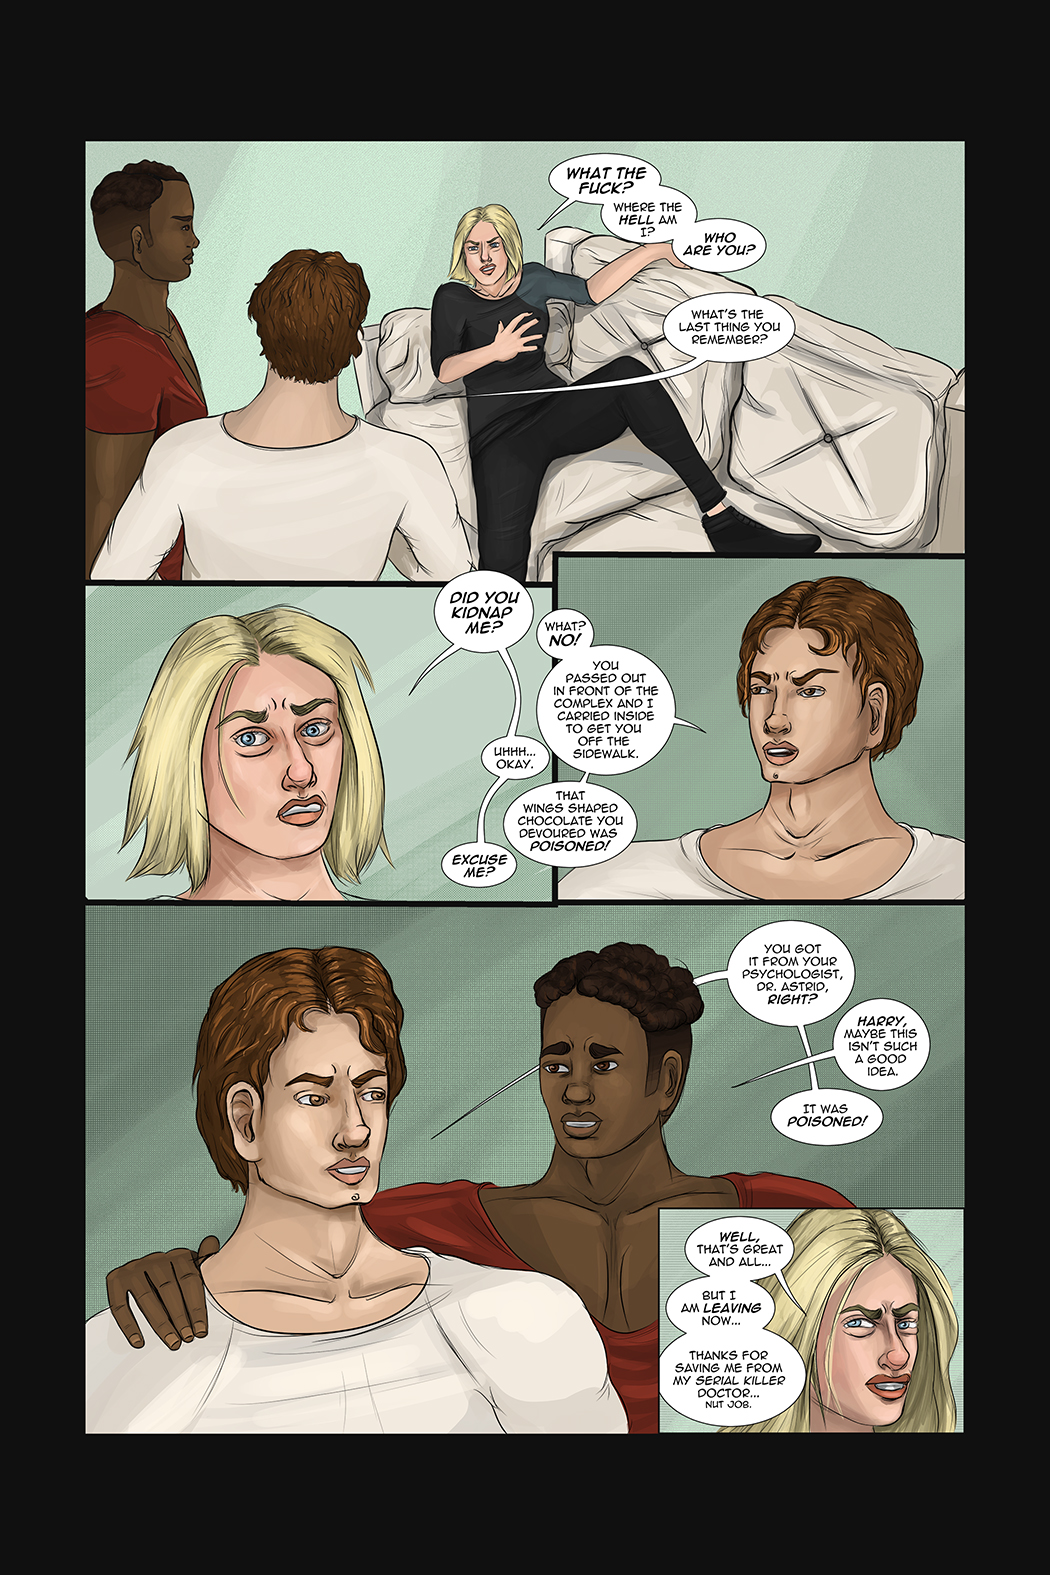 WHAT THE
FUCK?
WHERE THE
HELL AM
I?
WHO
ARE YOU?
WHAT'S THE
LAST THING YOU
REMEMBER?
DID YOU
KIDNAP
ME?
WHAT?
NO!
YOU
PASSED OUT
IN FRONT OF THE
COMPLEX AND I
CARRIED INSIDE
TO GET YOU
OFF THE
SIDEWALK.
UHHH...
OKAY.
THAT
WINGS SHAPED
CHOCOLATE YOU
DEVOURED WAS
POISONED!
EXCUSE
ME?
YOU GOT
IT FROM YOUR
PSYCHOLOGIST,
DR. ASTRID,
RIGHT?
HARRY,
MAYBE THIS
ISN'T SUCH
A GOOD
IDEA.
IT WAS
POISONED!
WELL,
THAT'S GREAT
AND ALL...
BUT I
AM LEAVING
NOW...
THANKS FOR
SAVING ME FROM
MY SERIAL KILLER
DOCTOR...
NUT JOB.